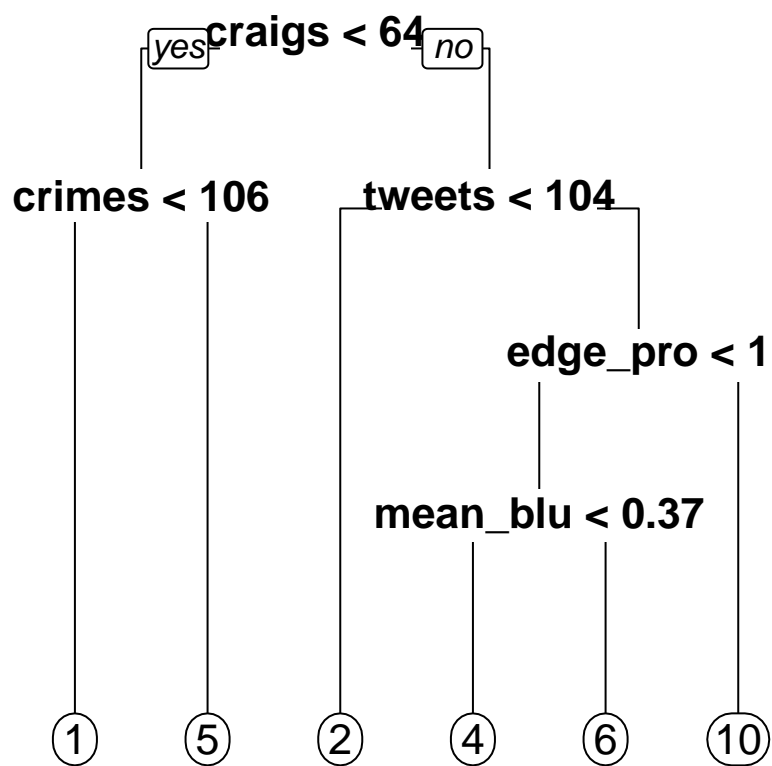 yes craigs < 64 no
crimes < 106 tweets < 104
edge_pro < 1
mean_blu < 0.37
1 5 2 4 6 10